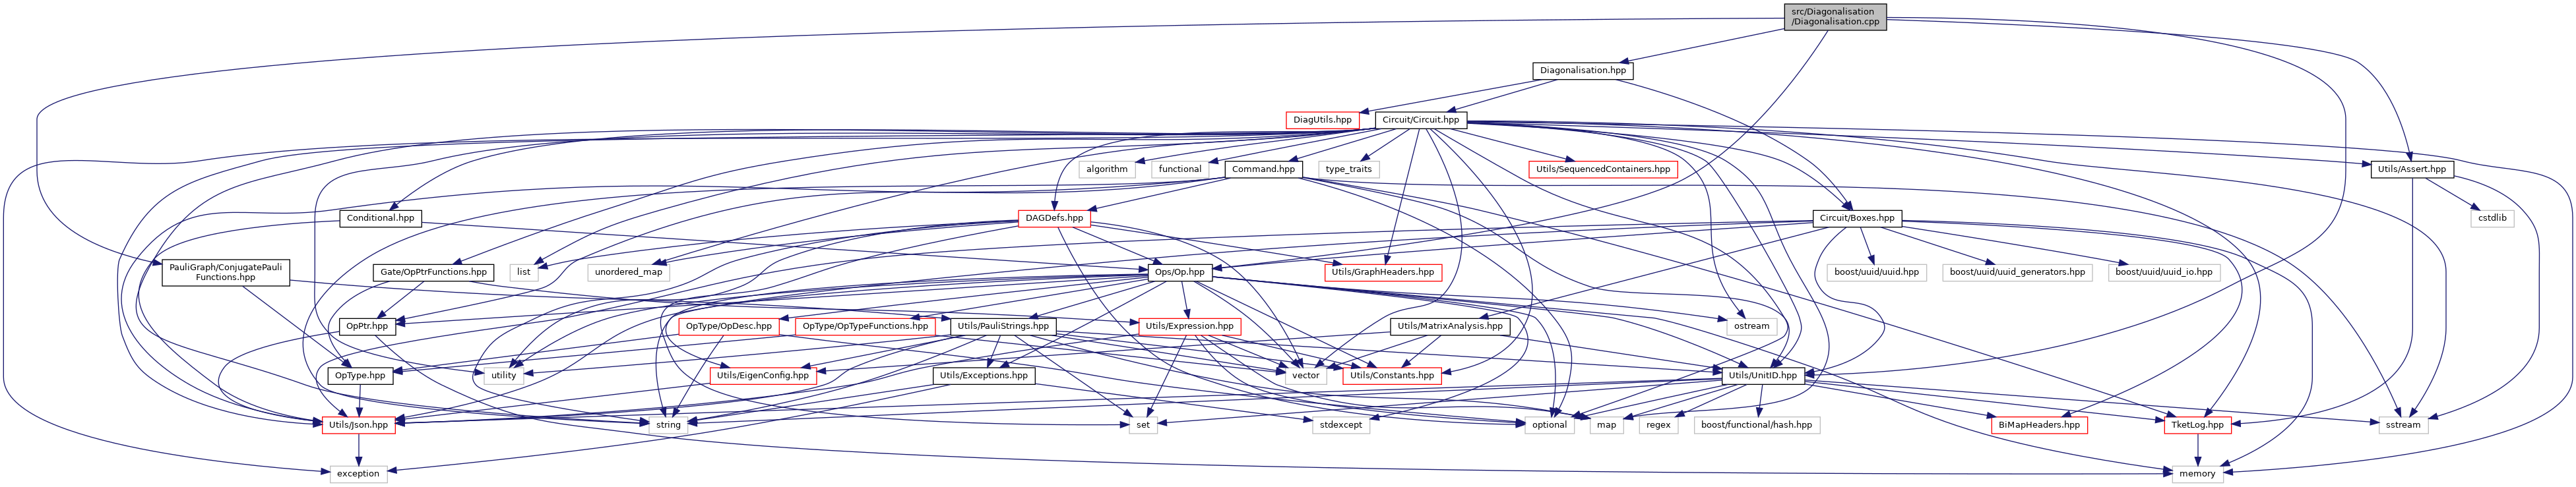 src/Diagonalisation
/Diagonalisation.cpp
Diagonalisation.hpp
DiagUtils.hpp
Circuit/Circuit.hpp
algorithm
functional
Command.hpp
type_traits
Utils/SequencedContainers.hpp
Utils/Assert.hpp
Conditional.hpp
DAGDefs.hpp
Circuit/Boxes.hpp
cstdlib
PauliGraph/ConjugatePauli
Functions.hpp
Gate/OpPtrFunctions.hpp
list
unordered_map
Ops/Op.hpp
Utils/GraphHeaders.hpp
boost/uuid/uuid.hpp
boost/uuid/uuid_generators.hpp
boost/uuid/uuid_io.hpp
OpPtr.hpp
OpType/OpDesc.hpp
OpType/OpTypeFunctions.hpp
Utils/PauliStrings.hpp
Utils/Expression.hpp
Utils/MatrixAnalysis.hpp
ostream
OpType.hpp
utility
Utils/EigenConfig.hpp
Utils/Exceptions.hpp
vector
Utils/Constants.hpp
Utils/UnitID.hpp
Utils/Json.hpp
string
set
stdexcept
optional
map
regex
boost/functional/hash.hpp
BiMapHeaders.hpp
TketLog.hpp
sstream
exception
memory